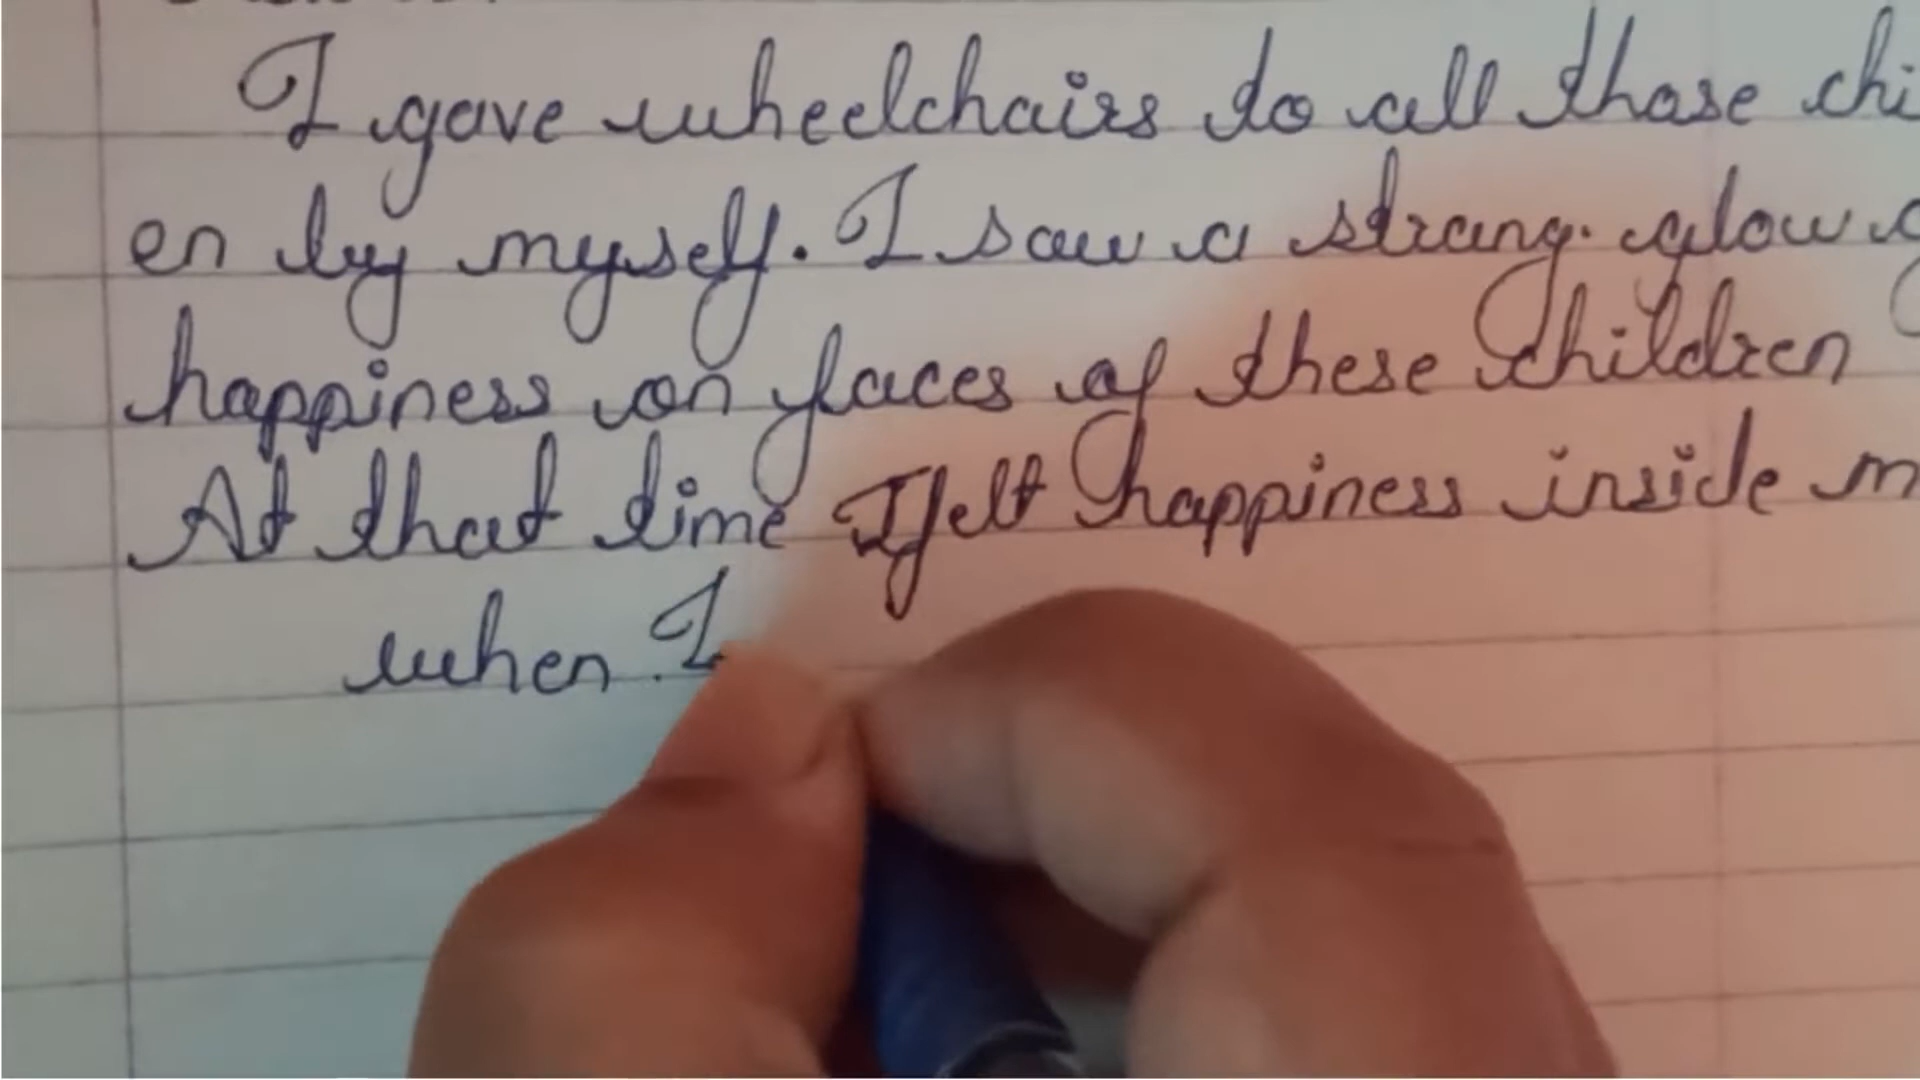 I gave wheelchairs to all those chi
en by myself. I saw a strang. glow
happiness on faces of these children
At that time I felt happiness inside m
when I